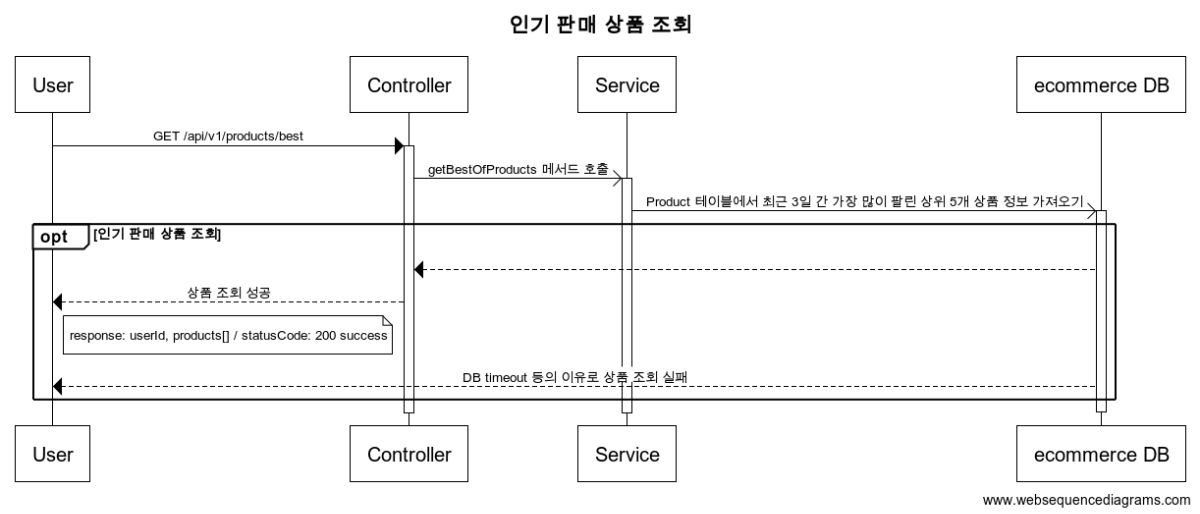 인기 판매 상품 조회
User
Controller
Service
ecommerce DB
GET /api/v1/products/best
getBestOfProducts 메서드 호출
Product 테이블에서 최근 3일 간 가장 많이 팔린 상위 5개 상품 정보 가져오기
opt [인기 판매 상품 조회]
상품 조회 성공
response: userId, products[] / statusCode: 200 success
DB timeout 등의 이유로 상품 조회 실패
User
Controller
Service
ecommerce DB
www.websequencediagrams.com